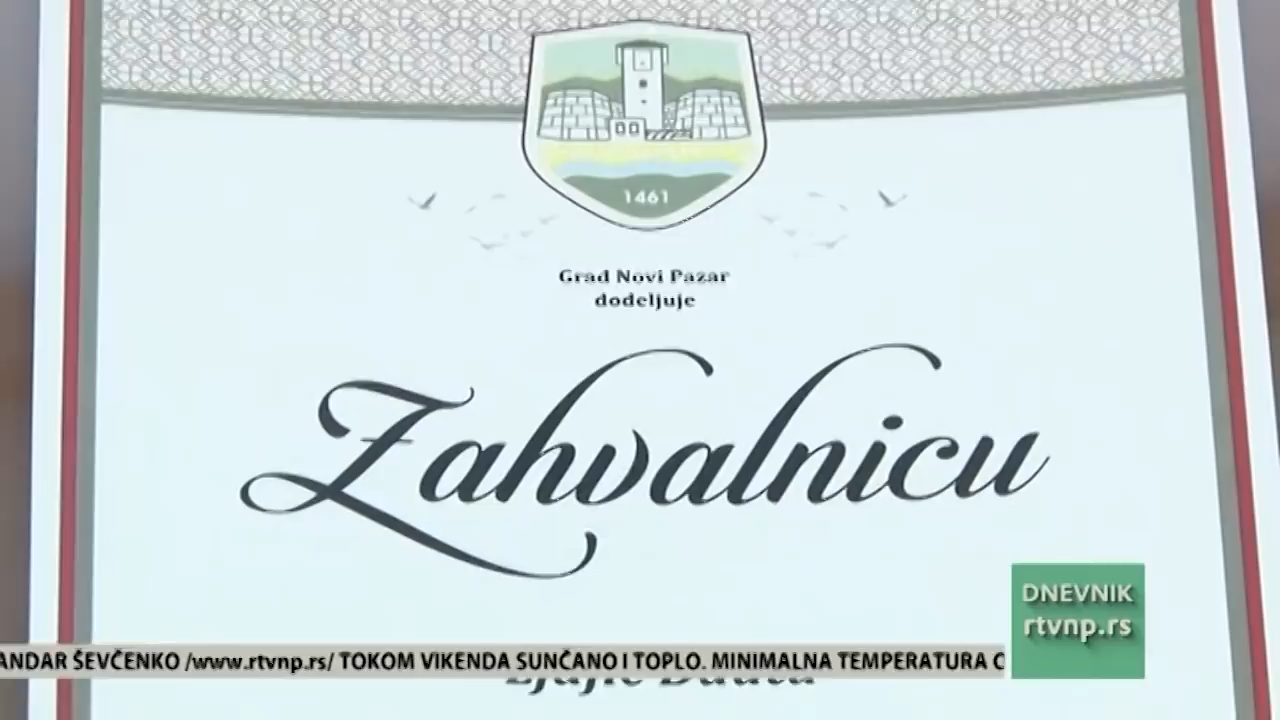 1461
Grad Novi Pazar
dodeljuje
Zahvalnicu
DNEVNIK
rtvnp.rs
ANDAR ŠEVČENKO /www.rtvnp.rs/ TOKOM VIKENDA SUNČANO I TOPLO. MINIMALNA TEMPERATURA